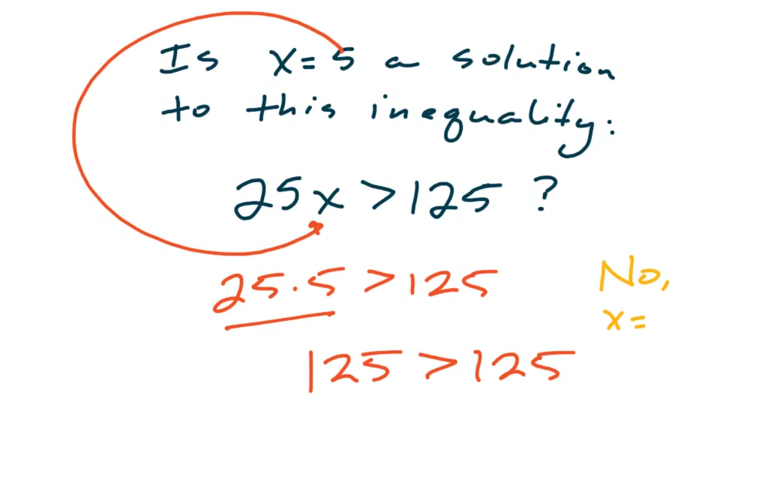 Is x=5 a solution
to this inequality:
25x>125 ?
25.5>125
125>125
No,
x=